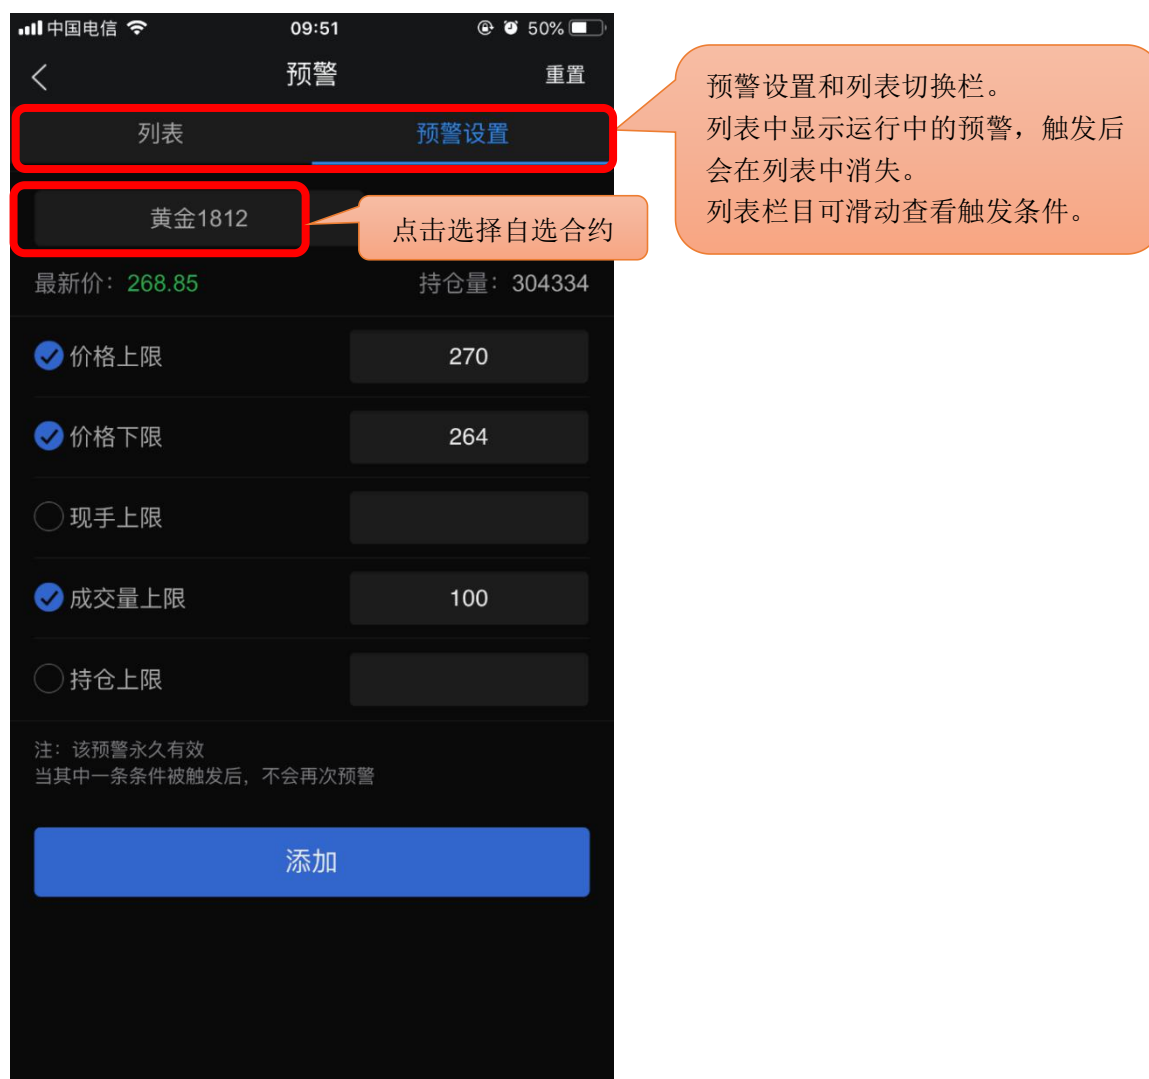 中国电信
09:51
50%
预警
重置
列表
预警设置
预警设置和列表切换栏。
列表中显示运行中的预警，触发后
会在列表中消失。
列表栏目可滑动查看触发条件。
黄金1812
点击选择自选合约
最新价：268.85
持仓量：304334
价格上限
270
价格下限
264
现手上限
成交量上限
100
持仓上限
注：该预警永久有效
当其中一条条件被触发后，不会再次预警
添加